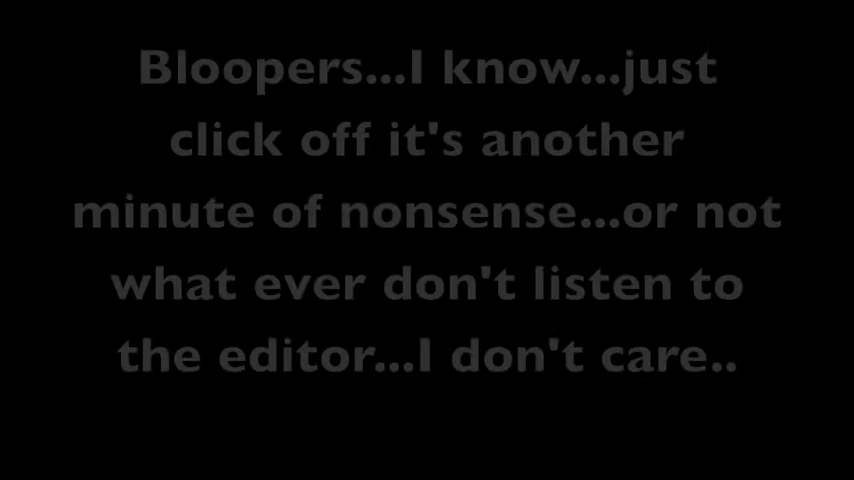 Bloopers...I know...just
click off it's another
minute of nonsense...or not
what ever don't listen to
the editor...I don't care..